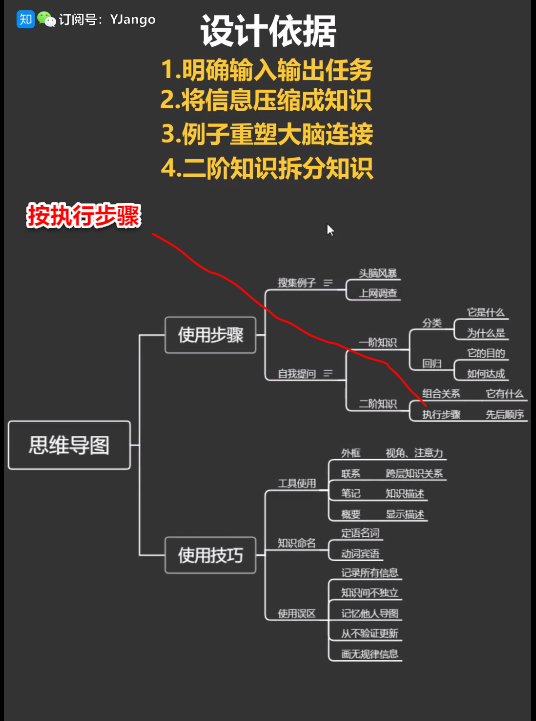 知 订阅号：YJango
设计依据
1.明确输入输出任务
2.将信息压缩成知识
3.例子重塑大脑连接
4.二阶知识拆分知识
按执行步骤
思维导图
使用步骤
搜集例子
头脑风暴
上网调查
自我提问
一阶知识
分类
它是什么
为什么是
回归
它的目的
如何达成
二阶知识
组合关系 它有什么
执行步骤 先后顺序
使用技巧
工具使用
外框 视角、注意力
联系 跨层知识关系
笔记 知识描述
概要 显示描述
知识命名
定语名词
动词宾语
使用误区
记录所有信息
知识间不独立
记忆他人导图
从不验证更新
画无规律信息